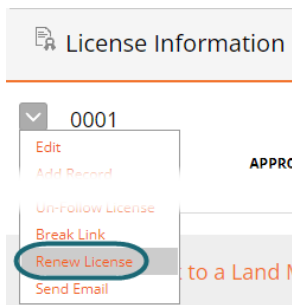 License Information
0001
Edit
Add Record
APPRO
Un-Follow License
Break Link
Renew License
to a Land M
Send Email